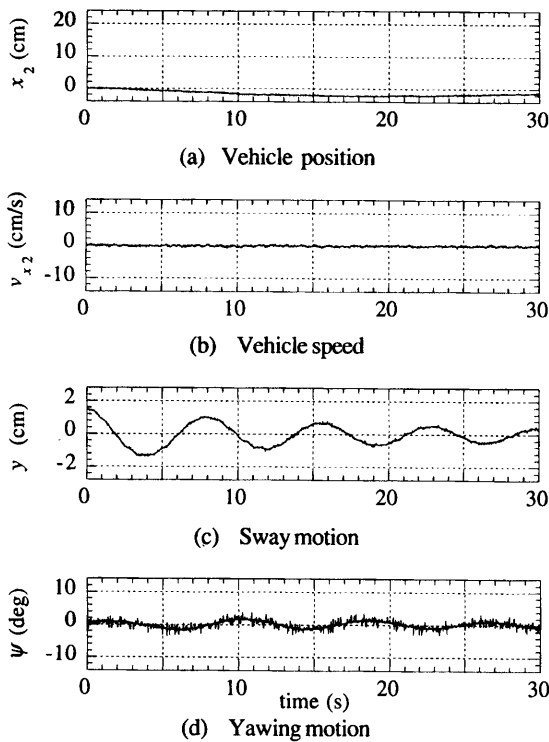 x2 (cm)
20
10
0
0 10 20 30
(a) Vehicle position
vx2 (cm/s)
10
0
-10
0 10 20 30
(b) Vehicle speed
y (cm)
2
0
-2
0 10 20 30
(c) Sway motion
ψ (deg)
10
0
-10
0 10 20 30
time (s)
(d) Yawing motion